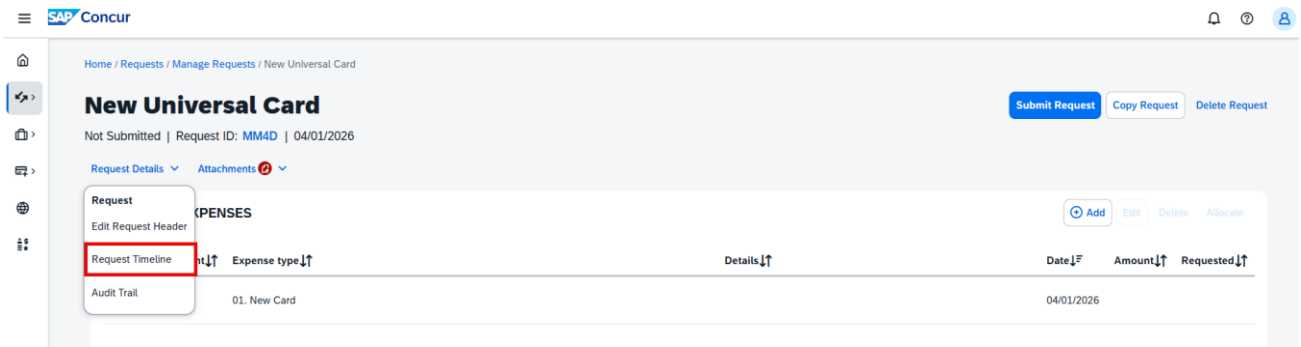 SAP Concur
Home / Requests / Manage Requests / New Universal Card
New Universal Card
Submit Request Copy Request Delete Request
Not Submitted | Request ID: MM4D | 04/01/2026
Request Details Attachments
Request
Edit Request Header
Request Timeline
Audit Trail
Add Edit Delete Allocate
Expense type Details Date Amount Requested
01. New Card 04/01/2026